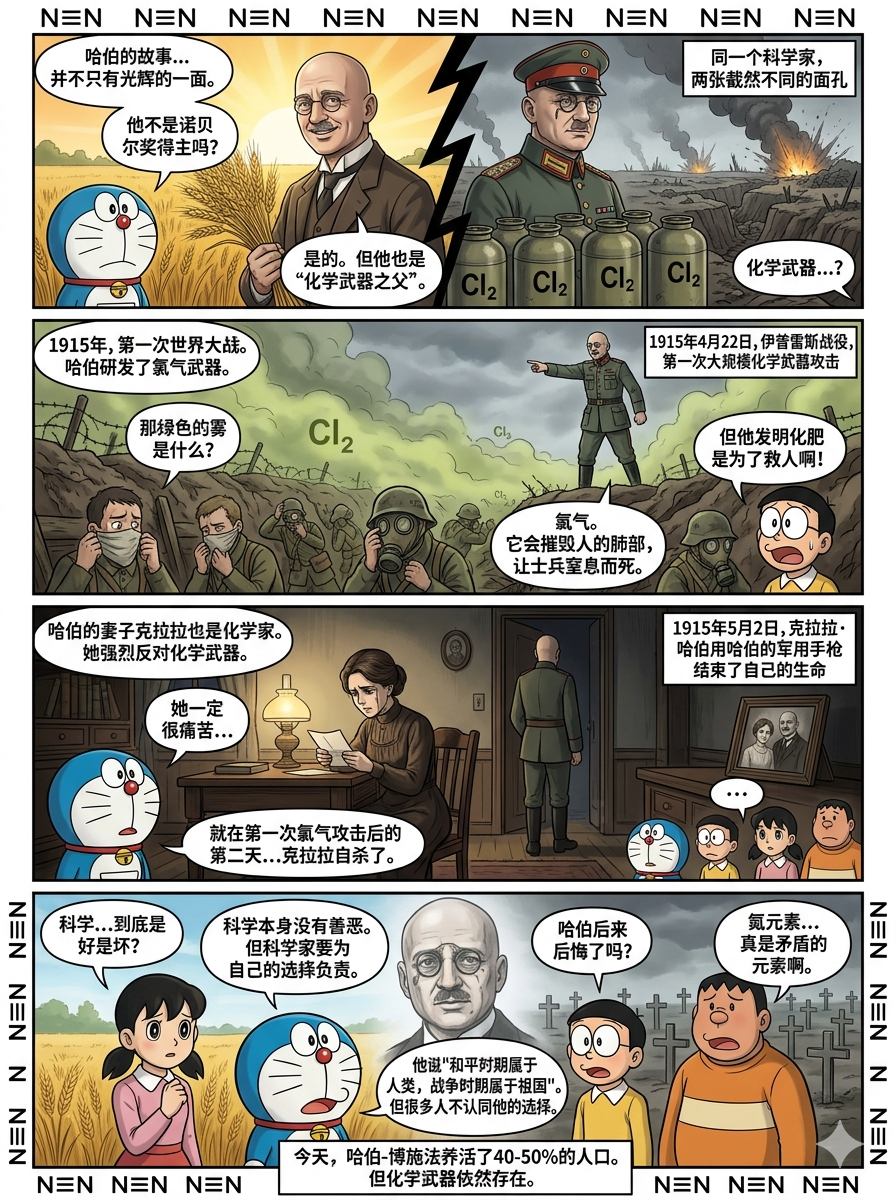 N≡N N≡N N≡N N≡N N≡N N≡N N≡N N≡N N≡N
哈伯的故事...
并不只有光辉的一面。
他不是诺贝
尔奖得主吗?
是的。但他也是
“化学武器之父”。
同一个科学家,
两张截然不同的面孔
Cl₂ Cl₂ Cl₂ Cl₂
化学武器...?
1915年, 第一次世界大战。
哈伯研发了氯气武器。
1915年4月22日, 伊普雷斯战役,
第一次大规模化学武器攻击
那绿色的雾
是什么?
Cl₂
但他发明化肥
是为了救人啊!
氯气。
它会摧毁人的肺部,
让士兵窒息而死。
哈伯的妻子克拉拉也是化学家。
她强烈反对化学武器。
1915年5月2日, 克拉拉·
哈伯用哈伯的军用手枪
结束了自己的生命
她一定
很痛苦...
...
就在第一次氯气攻击后的
第二天...克拉拉自杀了。
科学...到底是
好是坏?
科学本身没有善恶。
但科学家要为
自己的选择负责。
哈伯后来
后悔了吗?
氮元素...
真是矛盾的
元素啊。
他说"和平时期属于
人类, 战争时期属于祖国"。
但很多人不认同他的选择。
今天, 哈伯-博施法养活了40-50%的人口。
但化学武器依然存在。
N≡N N≡N N N≡N
N≡N N≡N N N≡N
N≡N N≡N N≡N N≡N N≡N N≡N